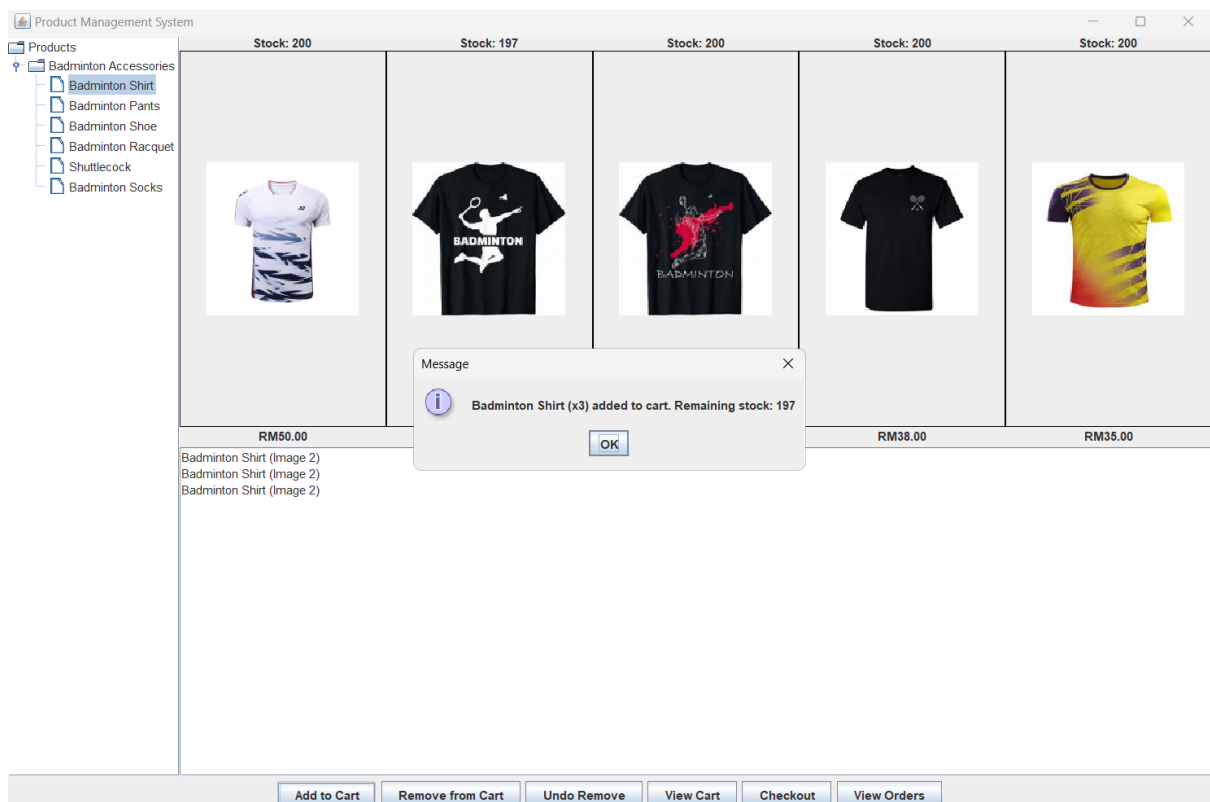 Product Management System
Products
Badminton Accessories
Badminton Shirt
Badminton Pants
Badminton Shoe
Badminton Racquet
Shuttlecock
Badminton Socks
Stock: 200
Stock: 197
Stock: 200
Stock: 200
Stock: 200
BADMINTON
BADMINTON
Message
Badminton Shirt (x3) added to cart. Remaining stock: 197
OK
RM50.00
RM38.00
RM35.00
Badminton Shirt (Image 2)
Badminton Shirt (Image 2)
Badminton Shirt (Image 2)
Add to Cart
Remove from Cart
Undo Remove
View Cart
Checkout
View Orders